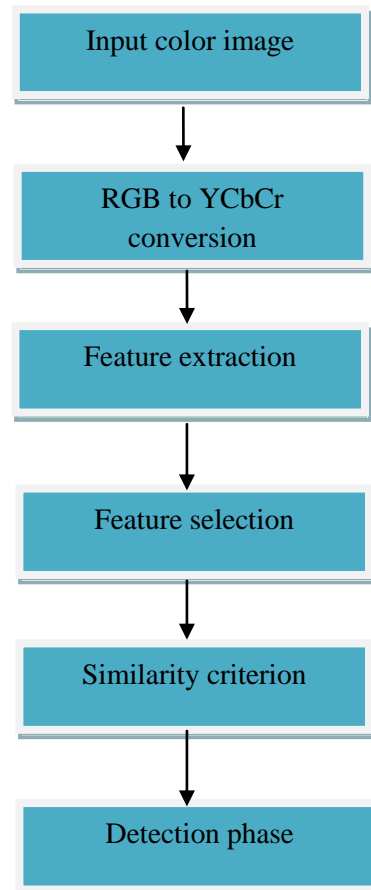 Input color image
RGB to YCbCr
conversion
Feature extraction
Feature selection
Similarity criterion
Detection phase